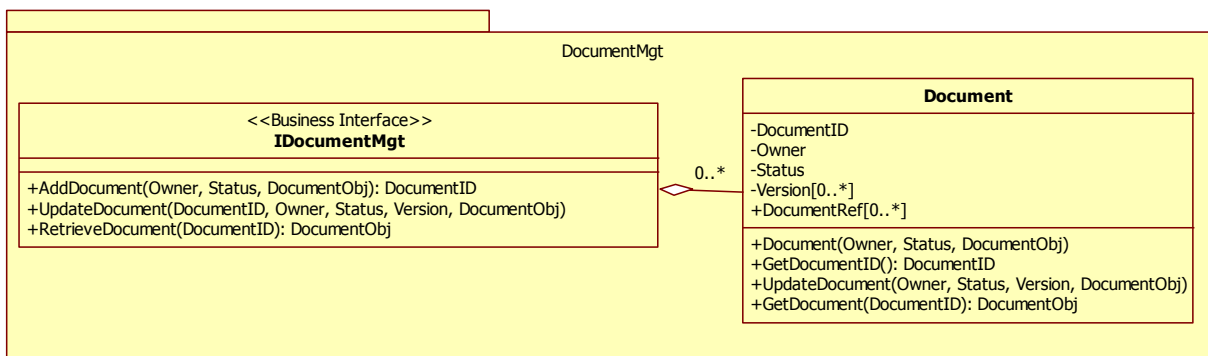 DocumentMgt
<<Business Interface>>
IDocumentMgt
+AddDocument(Owner, Status, DocumentObj): DocumentID
+UpdateDocument(DocumentID, Owner, Status, Version, DocumentObj)
+RetrieveDocument(DocumentID): DocumentObj
0..*
Document
-DocumentID
-Owner
-Status
-Version[0..*]
+DocumentRef[0..*]
+Document(Owner, Status, DocumentObj)
+GetDocumentID(): DocumentID
+UpdateDocument(Owner, Status, Version, DocumentObj)
+GetDocument(DocumentID): DocumentObj